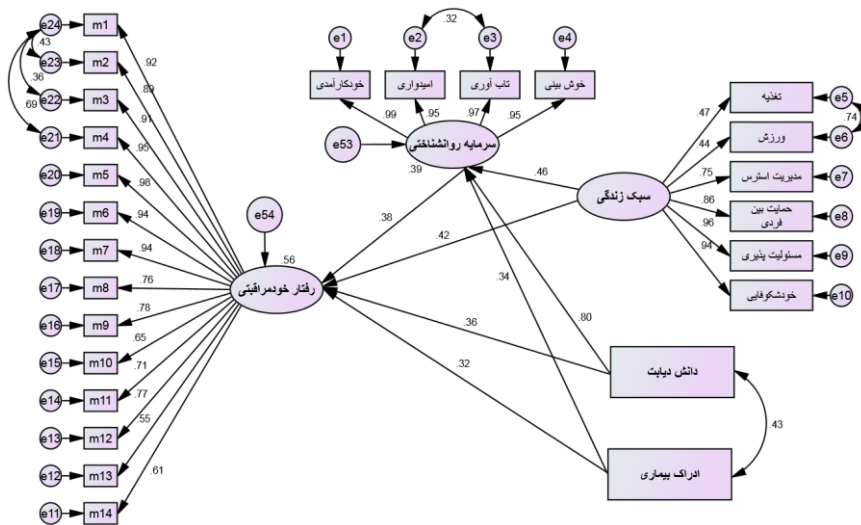 e24
m1
.43
e23
m2
.36
e22
m3
.69
e21
m4
e20
m5
e19
m6
e18
m7
e17
m8
e16
m9
e15
m10
e14
m11
e13
m12
e12
m13
e11
m14
.92
.89
.91
.95
.98
.94
.94
.76
.78
.65
.71
.77
.55
.61
e54
.56
رفتار خودمراقبتی
.32
e1
e2
e3
e4
خودکارآمدی
امیدواری
تاب آوری
خوش بینی
.99
.95
.97
.95
e53
سرمایه روانشناختی
.39
.46
سبک زندگی
.38
.42
.34
.80
.36
.32
.47
.44
.75
.86
.96
.94
تغذیه
e5
.74
ورزش
e6
مدیریت استرس
e7
حمایت بین
فردی
e8
مسئولیت پذیری
e9
خودشکوفایی
e10
دانش دیابت
.43
ادراک بیماری